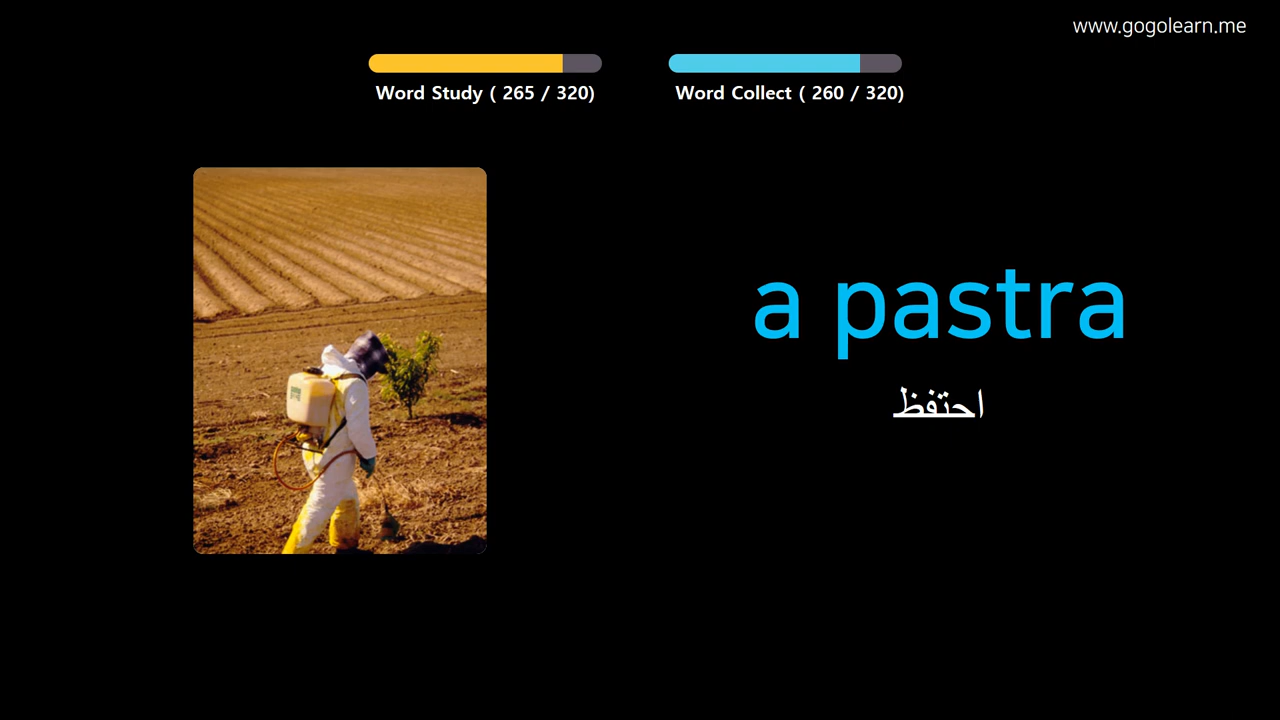 www.gogolearn.me
Word Study ( 265 / 320)
Word Collect ( 260 / 320)
a pastra
احتفظ